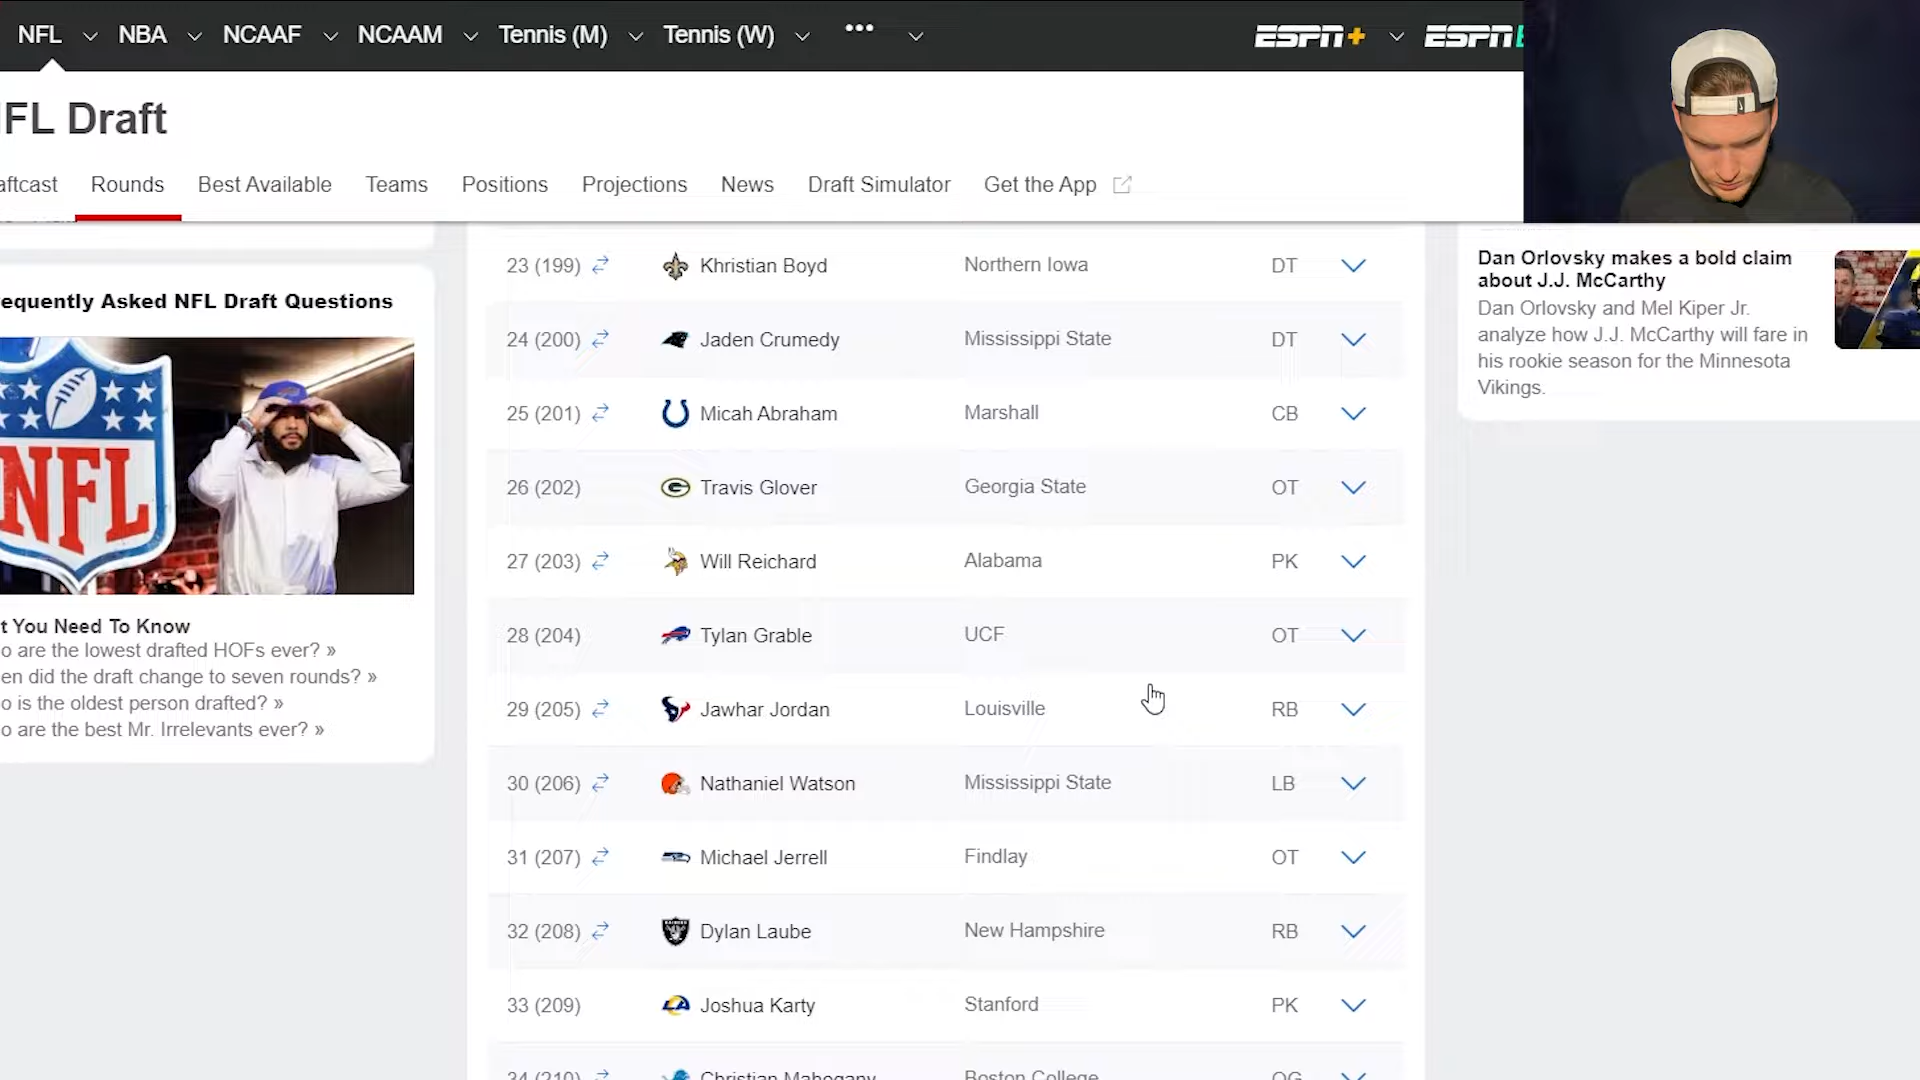 NFL NBA NCAAF NCAAM Tennis (M) Tennis (W) ••• ESPN+ ESPN
FL Draft
aftcast Rounds Best Available Teams Positions Projections News Draft Simulator Get the App
equently Asked NFL Draft Questions
NFL
t You Need To Know
o are the lowest drafted HOFs ever? »
en did the draft change to seven rounds? »
o is the oldest person drafted? »
o are the best Mr. Irrelevants ever? »
23 (199) Khristian Boyd Northern Iowa DT
24 (200) Jaden Crumedy Mississippi State DT
25 (201) Micah Abraham Marshall CB
26 (202) Travis Glover Georgia State OT
27 (203) Will Reichard Alabama PK
28 (204) Tylan Grable UCF OT
29 (205) Jawhar Jordan Louisville RB
30 (206) Nathaniel Watson Mississippi State LB
31 (207) Michael Jerrell Findlay OT
32 (208) Dylan Laube New Hampshire RB
33 (209) Joshua Karty Stanford PK
34 (210) Christian Mahogany Boston College OG
Dan Orlovsky makes a bold claim
about J.J. McCarthy
Dan Orlovsky and Mel Kiper Jr.
analyze how J.J. McCarthy will fare in
his rookie season for the Minnesota
Vikings.